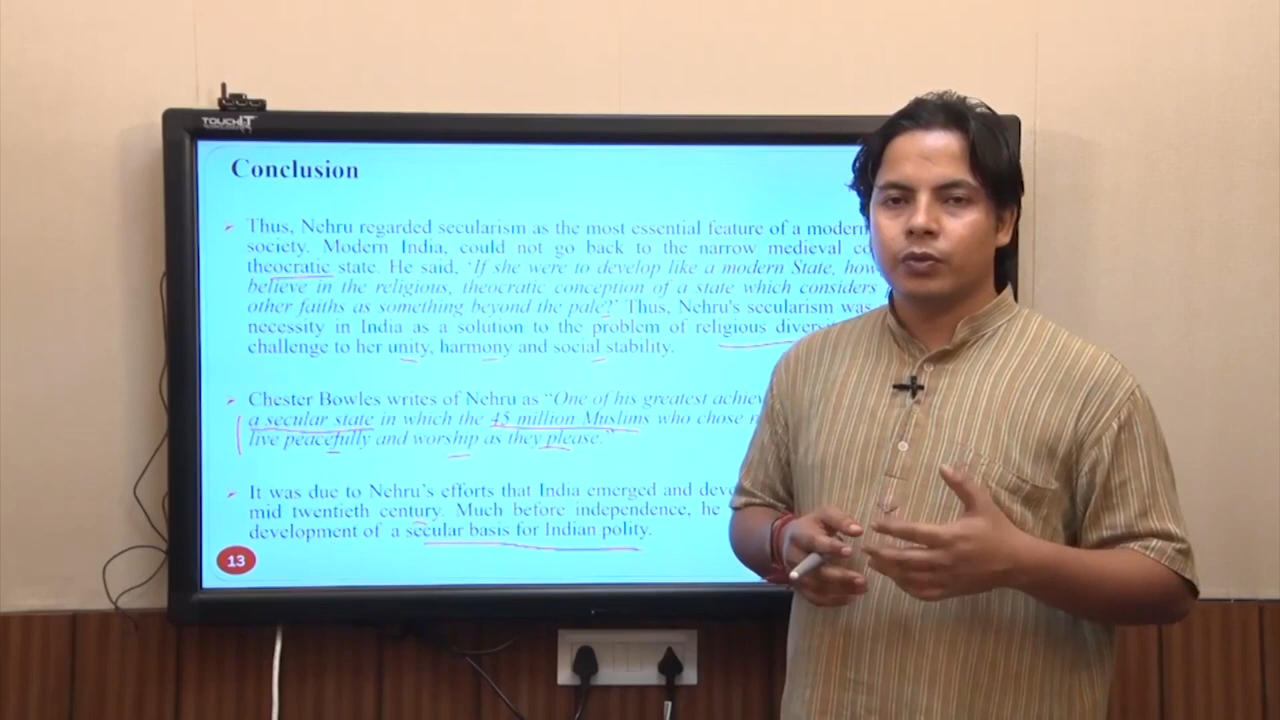 TOUCHIT
Conclusion
Thus, Nehru regarded secularism as the most essential feature of a modern
society. Modern India, could not go back to the narrow medieval
theocratic state. He said, ‘If she were to develop like a modern State,
believe in the religious, theocratic conception of a state which considers
other faiths as something beyond the pale?’ Thus, Nehru's secularism was
necessity in India as a solution to the problem of religious
challenge to her unity, harmony and social stability.
Chester Bowles writes of Nehru as “One of his greatest
a secular state in which the 45 million Muslims who chose
live peacefully and worship as they please.”
It was due to Nehru’s efforts that India emerged and
mid twentieth century. Much before independence, he
development of a secular basis for Indian polity.
13